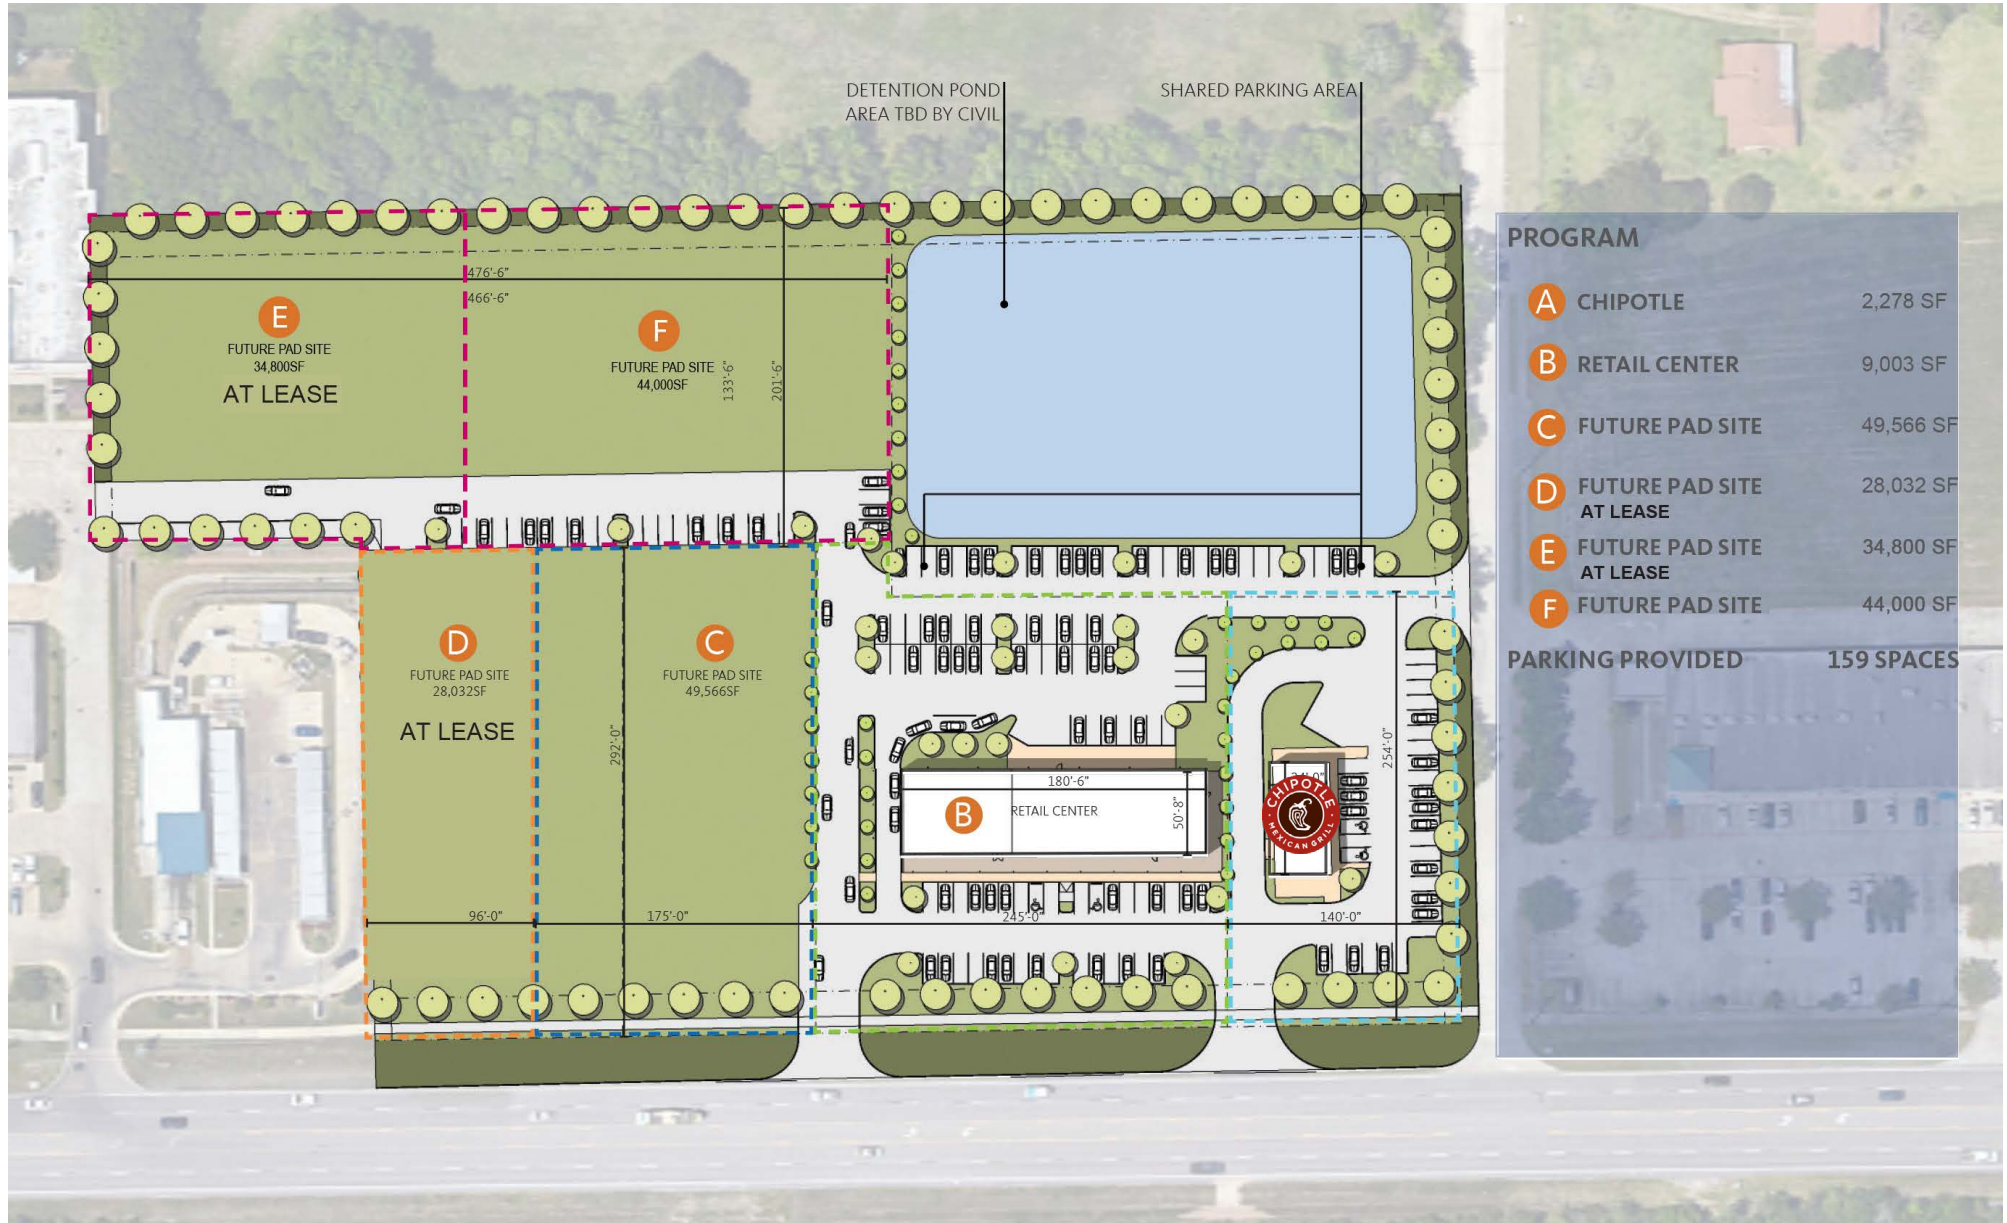 DETENTION POND
AREA TBD BY CIVIL
SHARED PARKING AREA
476'-6"
466'-6"
E
FUTURE PAD SITE
34,800SF
AT LEASE
F
FUTURE PAD SITE
44,000SF
133'-6"
201'-6"
D
FUTURE PAD SITE
28,032SF
AT LEASE
C
FUTURE PAD SITE
49,566SF
292'-0"
96'-0"
175'-0"
245'-0"
140'-0"
254'-0"
180'-6"
B
RETAIL CENTER
50'-8"
CHIPOTLE
MEXICAN GRILL
PROGRAM
A CHIPOTLE 2,278 SF
B RETAIL CENTER 9,003 SF
C FUTURE PAD SITE 49,566 SF
D FUTURE PAD SITE 28,032 SF
AT LEASE
E FUTURE PAD SITE 34,800 SF
AT LEASE
F FUTURE PAD SITE 44,000 SF
PARKING PROVIDED 159 SPACES